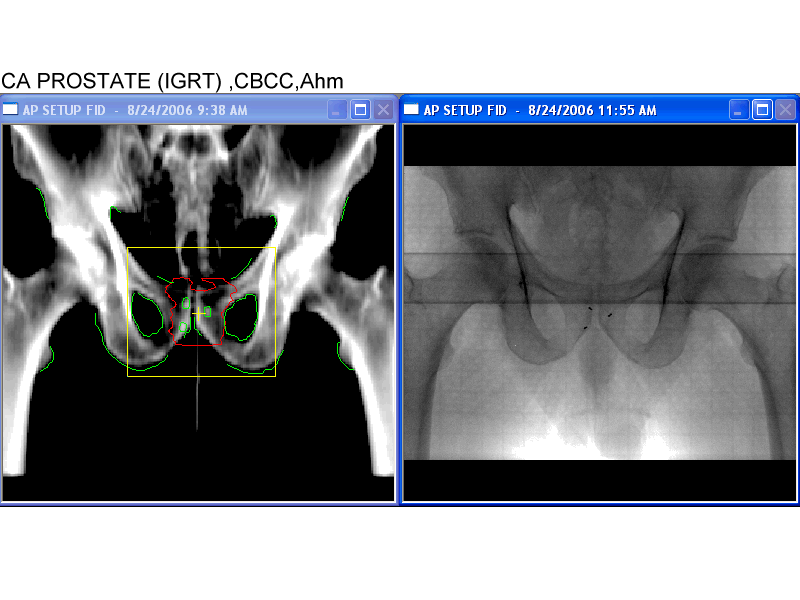 CA PROSTATE (IGRT) ,CBCC,Ahm
AP SETUP FID - 8/24/2006 9:38 AM
AP SETUP FID - 8/24/2006 11:55 AM